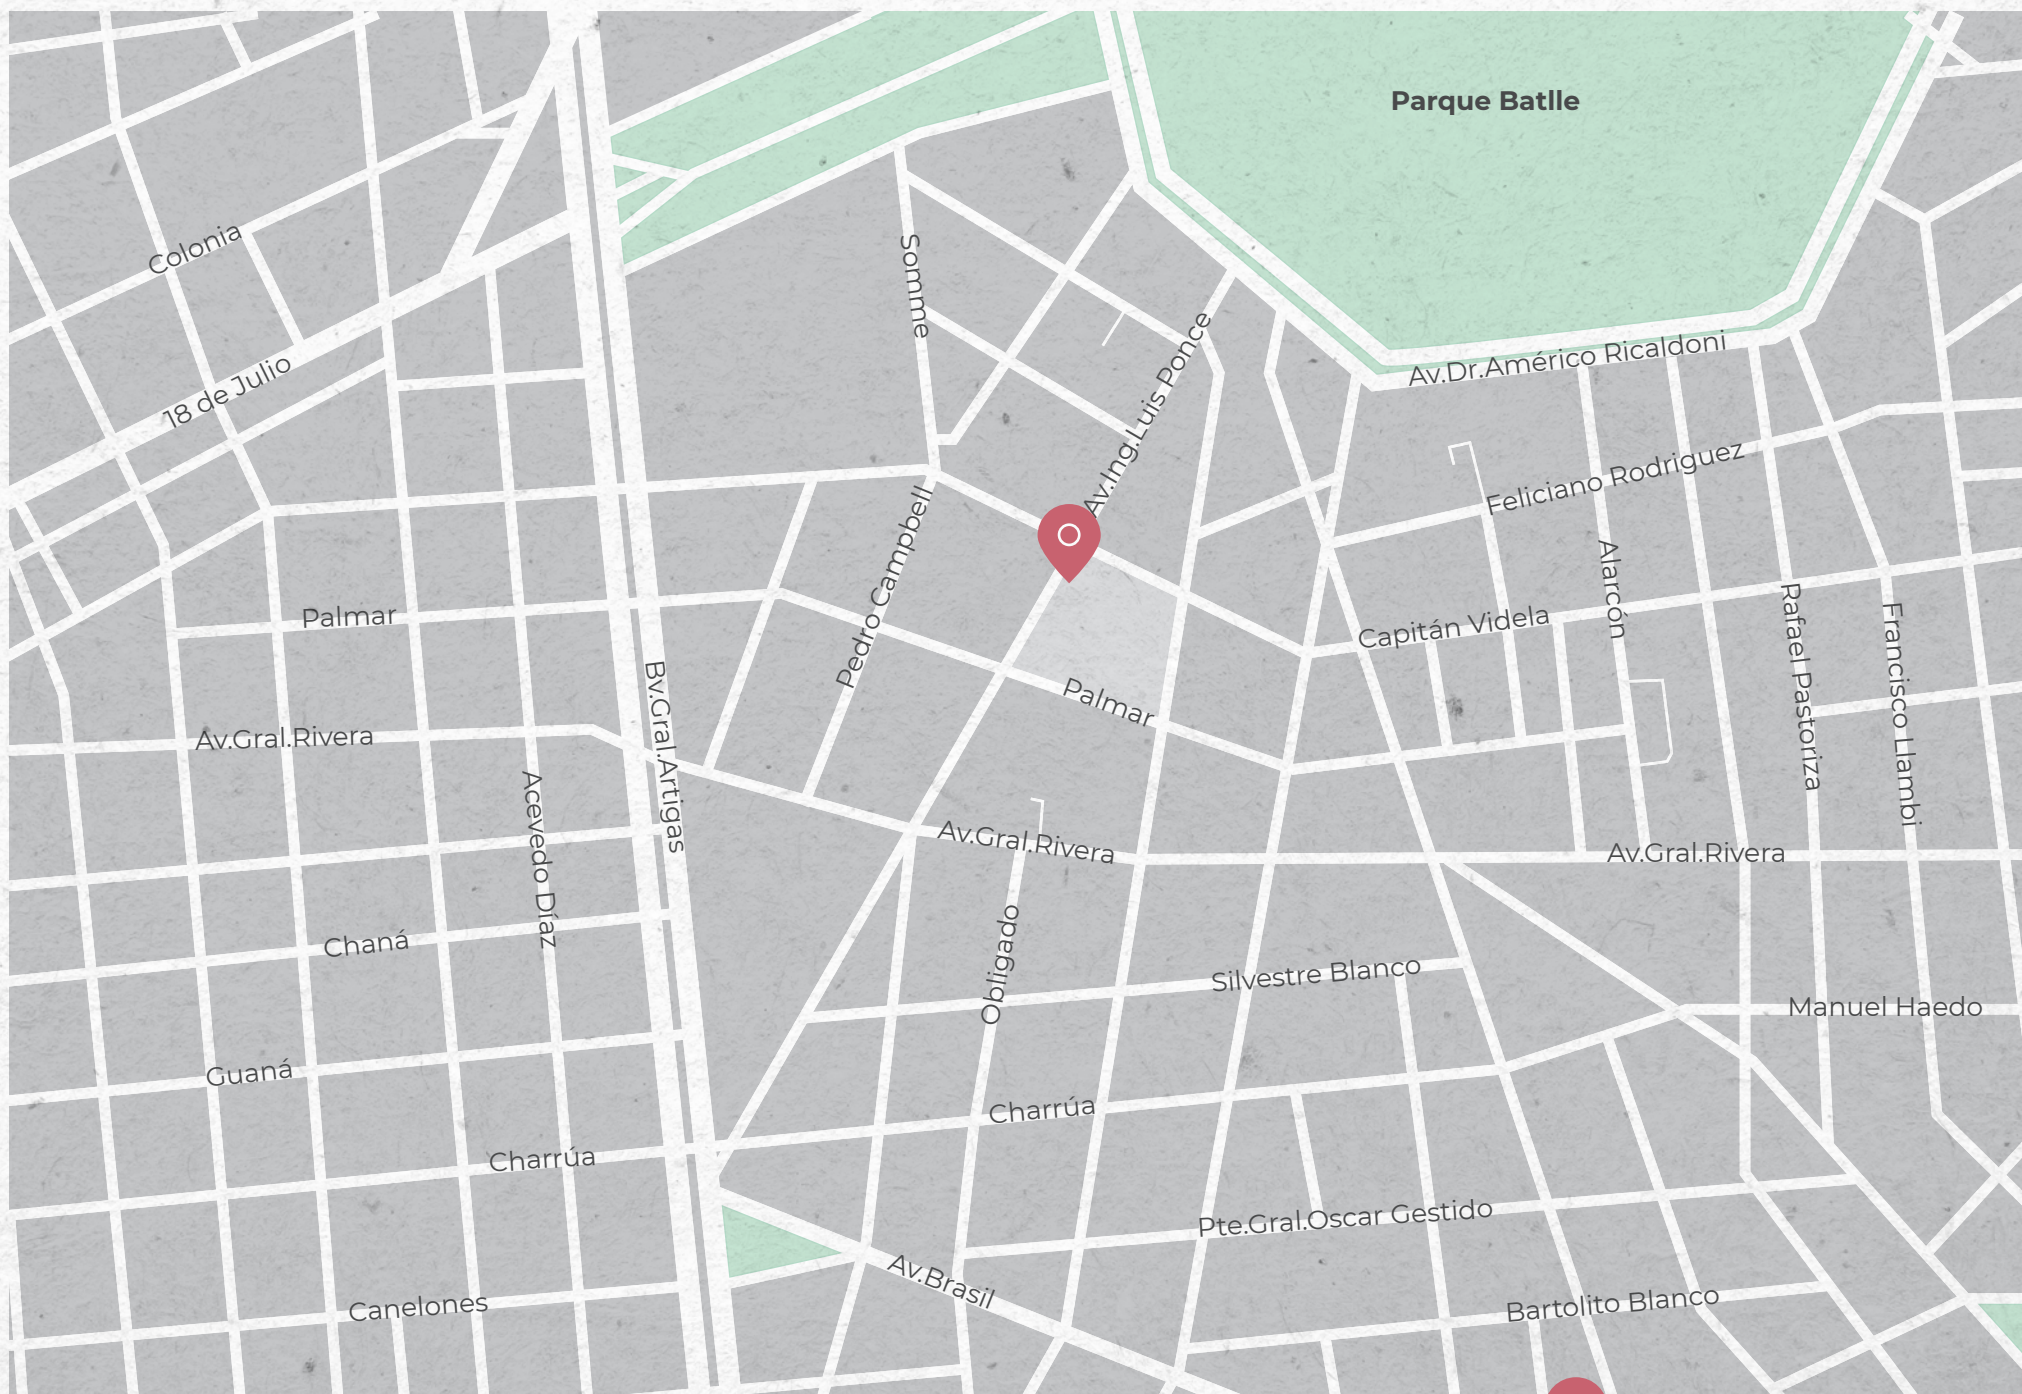 Parque Batlle
Colonia
Somme
Av.Ing.Luis Ponce
Av.Dr.Américo Ricaldoni
18 de Julio
Feliciano Rodriguez
Pedro Campbell
Alarcón
Palmar
Capitán Videla
Rafael Pastoriza
Francisco Llambi
Palmar
Bv.Gral.Artigas
Av.Gral.Rivera
Acevedo Díaz
Av.Gral.Rivera
Av.Gral.Rivera
Chaná
Obligado
Silvestre Blanco
Manuel Haedo
Guaná
Charrúa
Charrúa
Pte.Gral.Oscar Gestido
Av.Brasil
Canelones
Bartolito Blanco